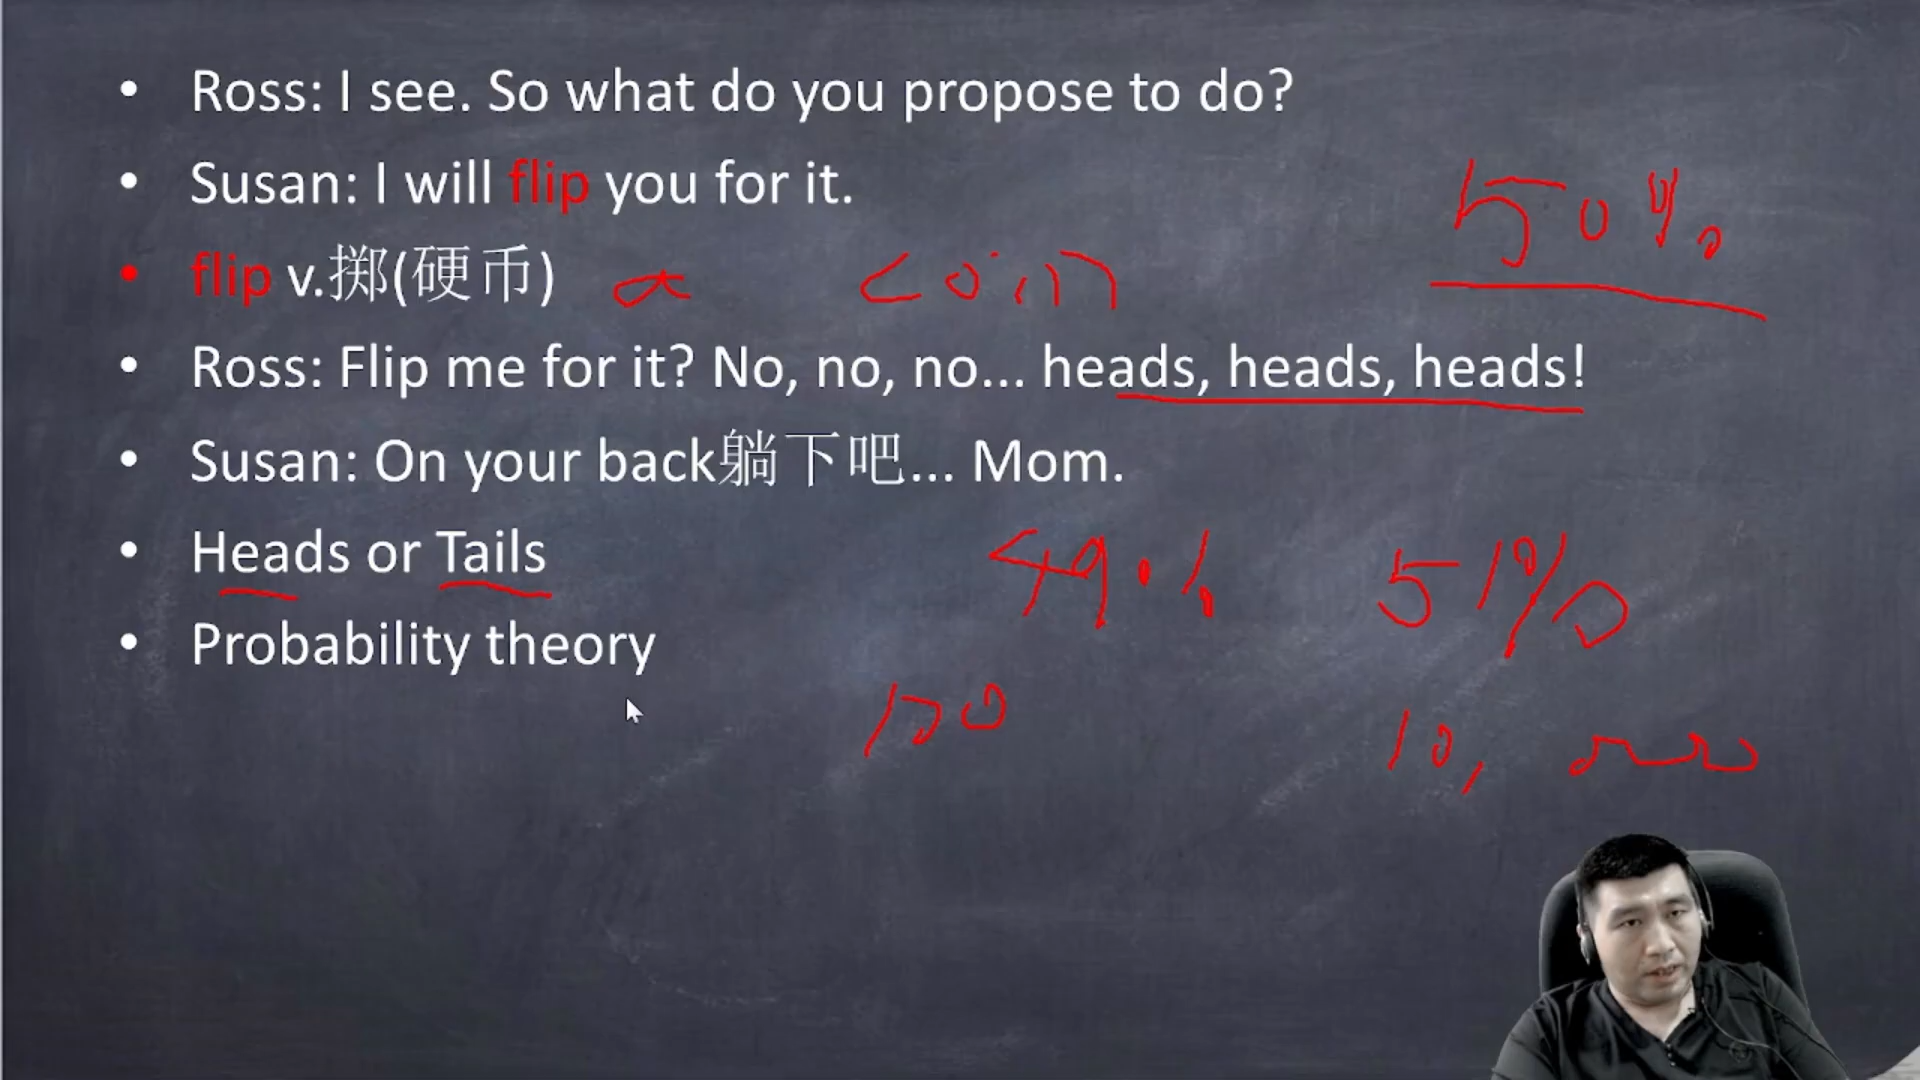 • Ross: I see. So what do you propose to do?
• Susan: I will flip you for it.
50%
• flip v.掷(硬币) a coin
• Ross: Flip me for it? No, no, no... heads, heads, heads!
• Susan: On your back躺下吧... Mom.
• Heads or Tails
49% 51%
• Probability theory
100 10,000